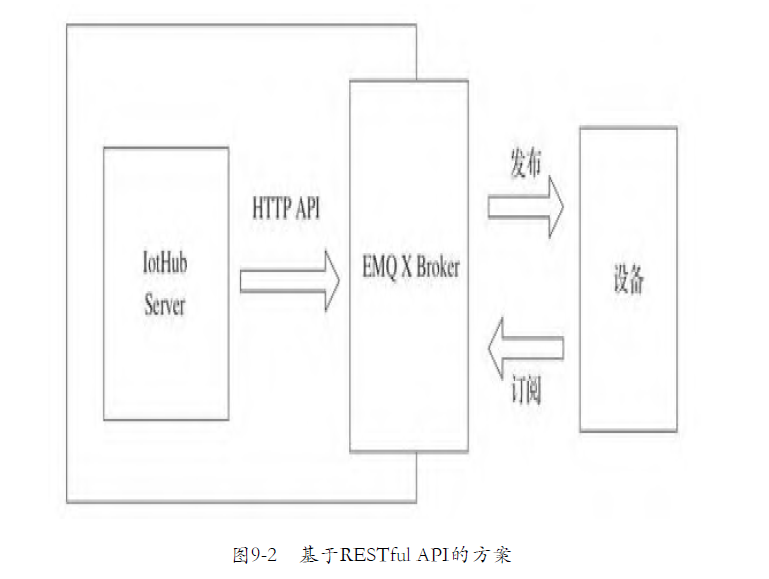 IotHub
Server
HTTP API
EMQ X Broker
发布
订阅
设备
图9-2 基于RESTful API的方案